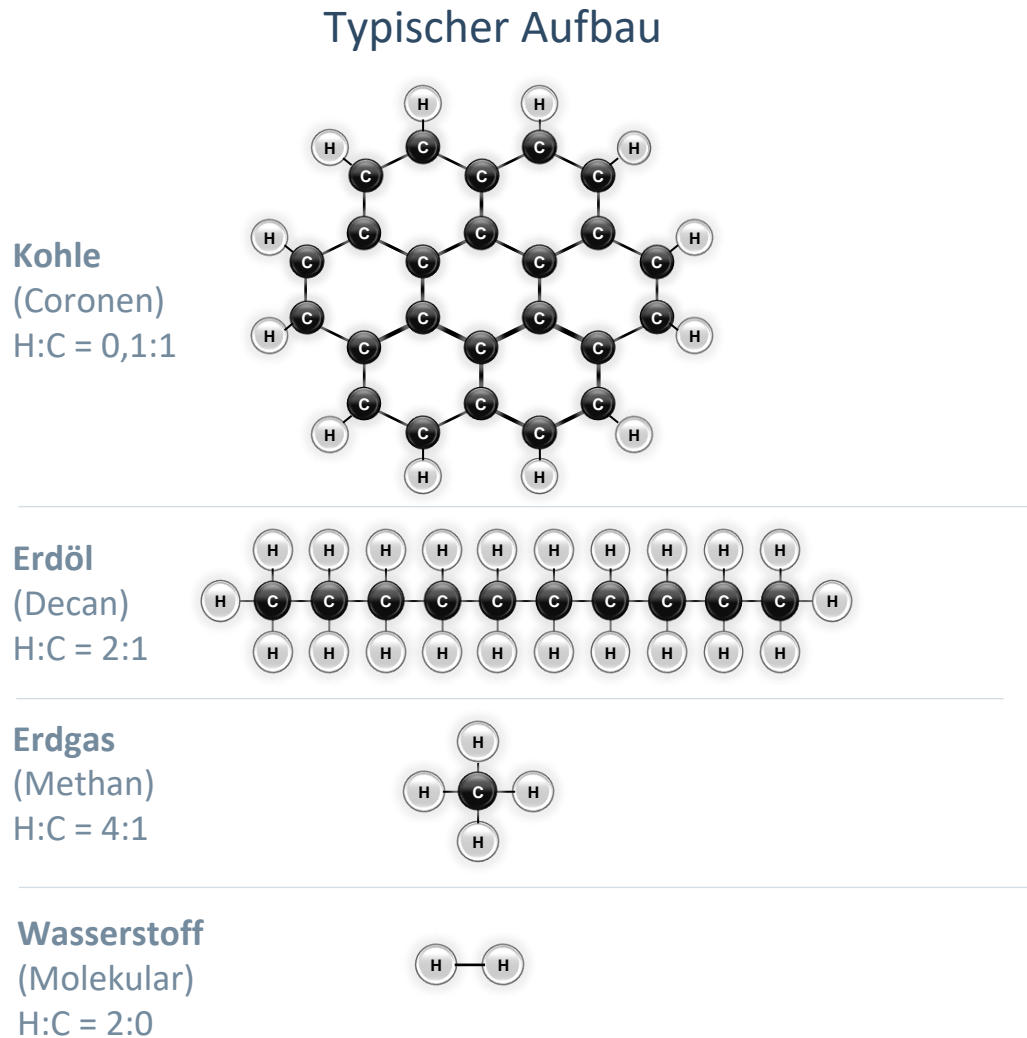 Typischer Aufbau
H H
H H
C C
C C C
C C C
H H
C C C C
C C C C
H H
C C C
C C C
H C C H
H H
Kohle
(Coronen)
H:C = 0,1:1
H H H H H H H H H H
H C C C C C C C C C C H
H H H H H H H H H H
Erdöl
(Decan)
H:C = 2:1
H
H C H
H
Erdgas
(Methan)
H:C = 4:1
H H
Wasserstoff
(Molekular)
H:C = 2:0